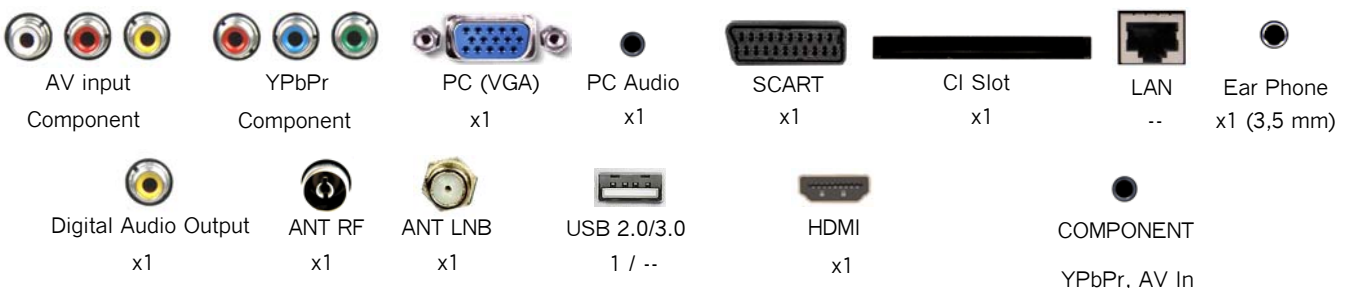 AV input YPbPr PC (VGA) PC Audio SCART CI Slot LAN Ear Phone
Component Component x1 x1 x1 x1 -- x1 (3,5 mm)
Digital Audio Output ANT RF ANT LNB USB 2.0/3.0 HDMI COMPONENT
x1 x1 x1 1 / -- x1 YPbPr, AV In